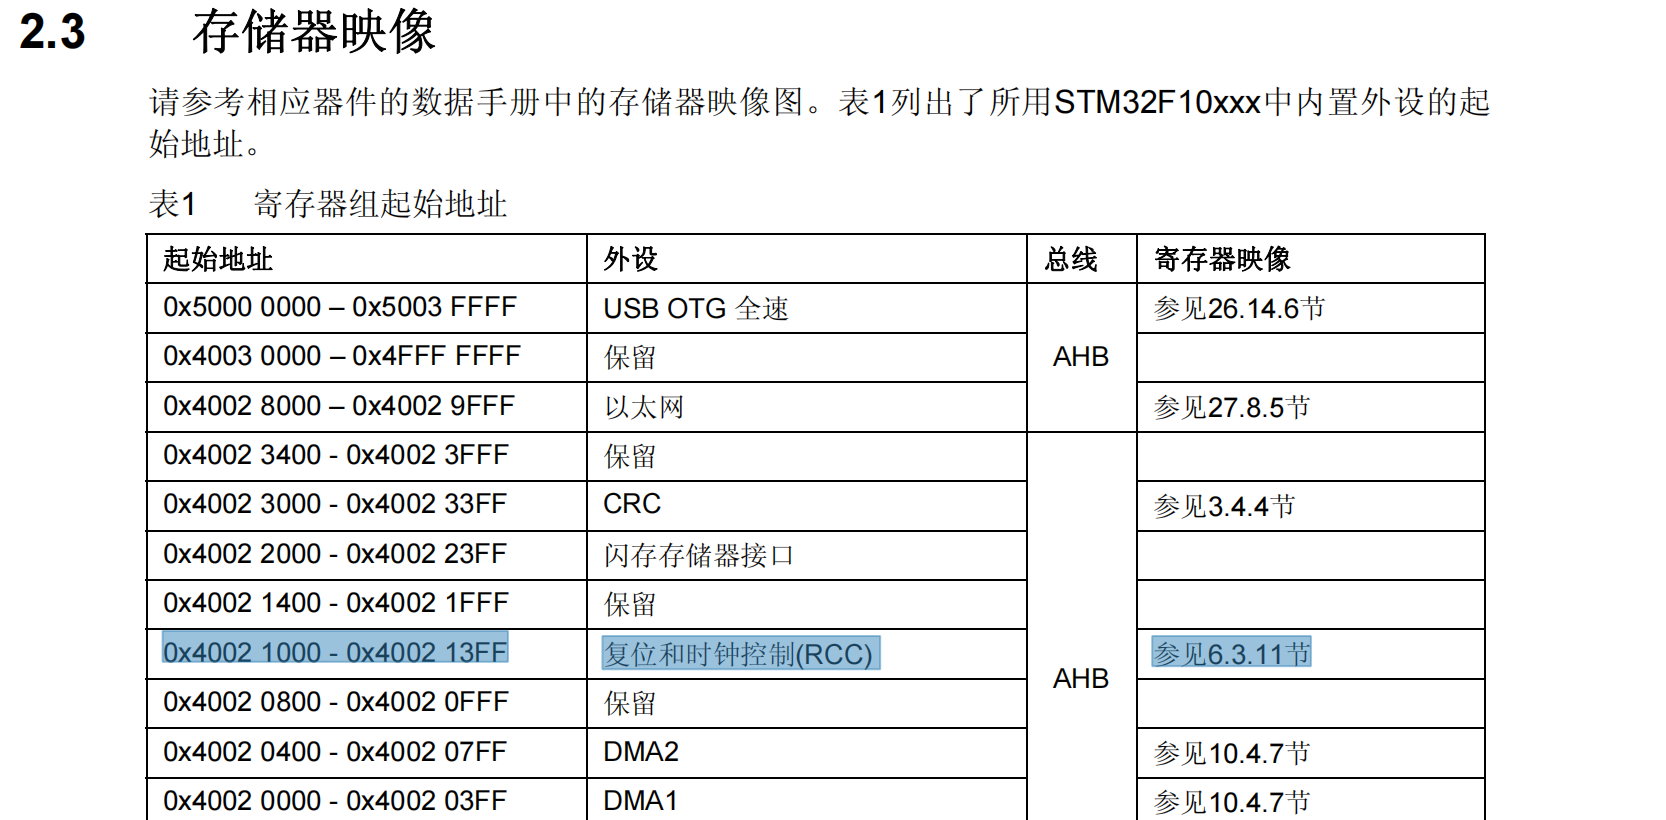 2.3 存储器映像
请参考相应器件的数据手册中的存储器映像图。表1列出了所用STM32F10xxx中内置外设的起
始地址。
表1 寄存器组起始地址
起始地址 外设 总线 寄存器映像
0x5000 0000 – 0x5003 FFFF USB OTG 全速 参见26.14.6节
0x4003 0000 – 0x4FFF FFFF 保留 AHB
0x4002 8000 – 0x4002 9FFF 以太网 参见27.8.5节
0x4002 3400 - 0x4002 3FFF 保留
0x4002 3000 - 0x4002 33FF CRC 参见3.4.4节
0x4002 2000 - 0x4002 23FF 闪存存储器接口
0x4002 1400 - 0x4002 1FFF 保留
0x4002 1000 - 0x4002 13FF 复位和时钟控制(RCC) 参见6.3.11节
AHB
0x4002 0800 - 0x4002 0FFF 保留
0x4002 0400 - 0x4002 07FF DMA2 参见10.4.7节
0x4002 0000 - 0x4002 03FF DMA1 参见10.4.7节